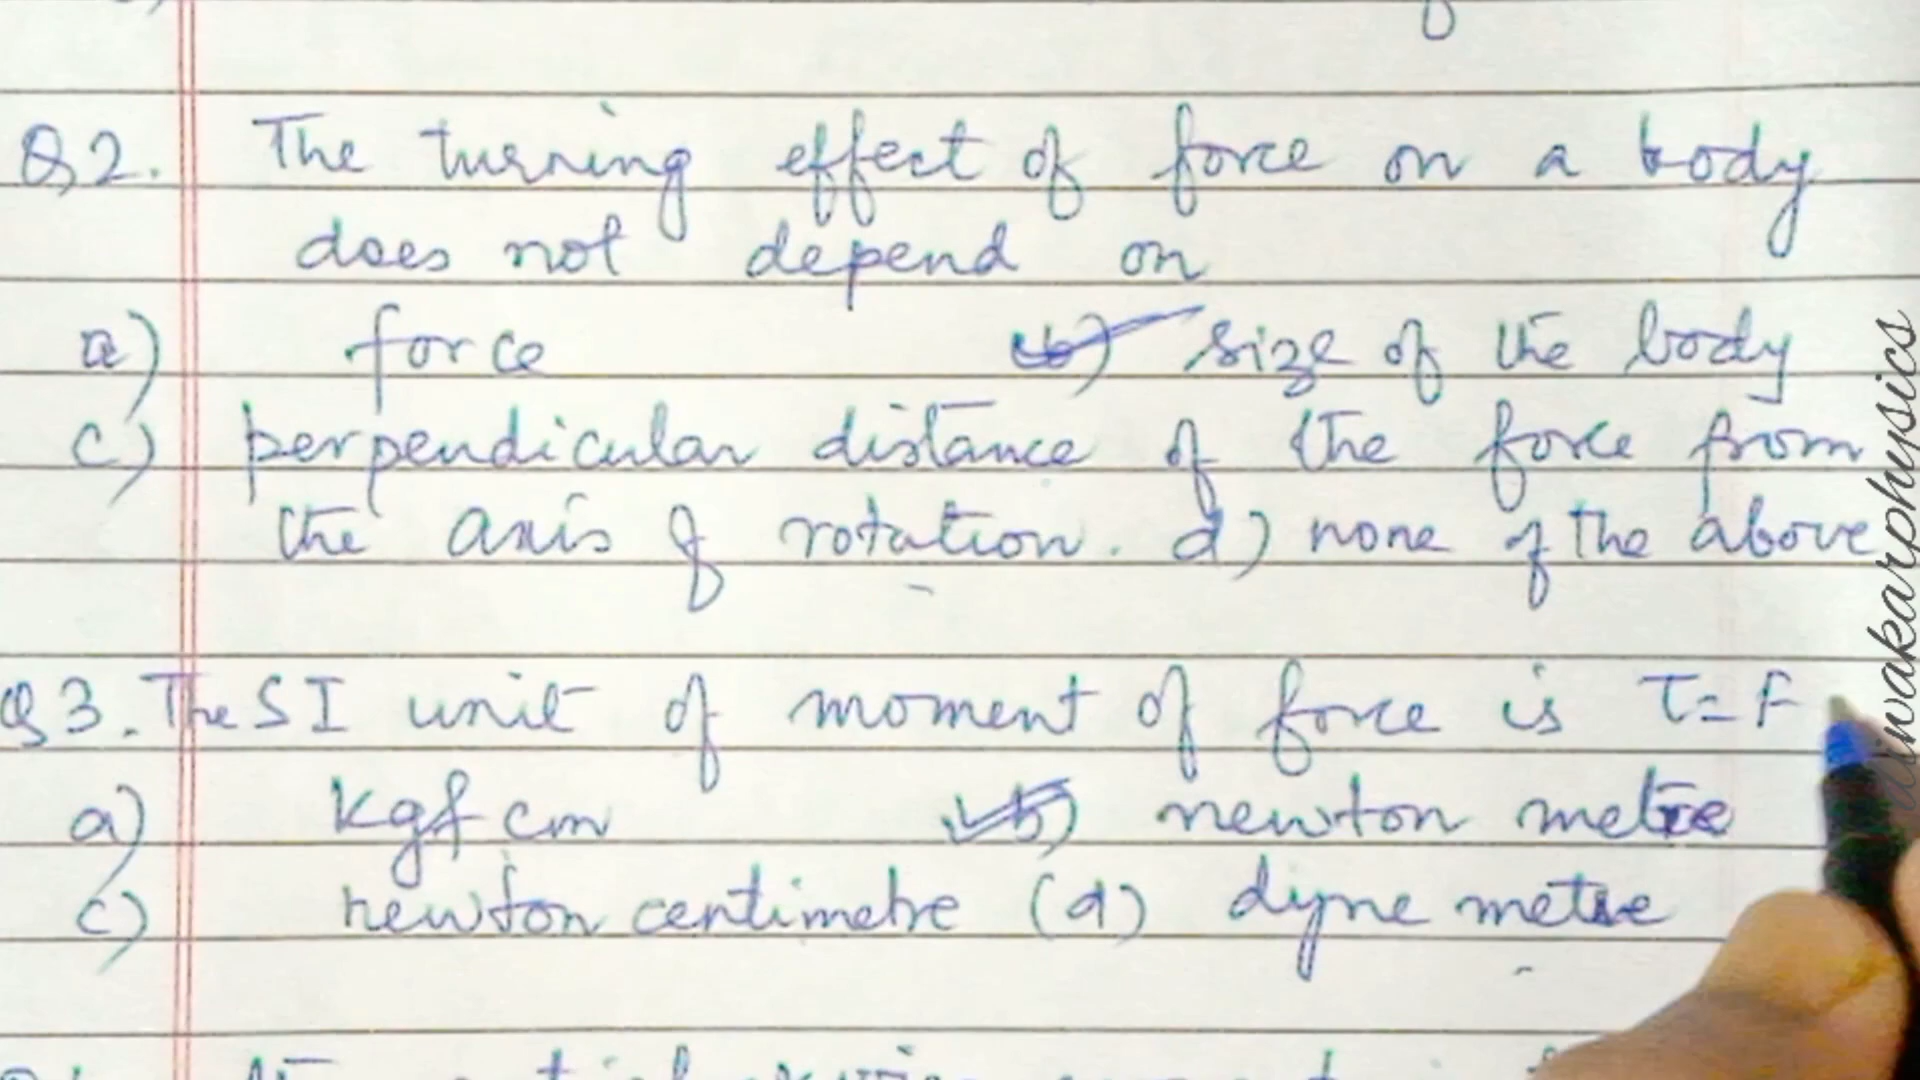 Q2. The turning effect of force on a body
does not depend on
a) force b) size of the body
c) perpendicular distance of the force from
the axis of rotation. d) none of the above
Q3. The SI unit of moment of force is τ = F
a) kgf cm b) newton metre
c) newton centimetre (d) dyne metre
iwakarphysics